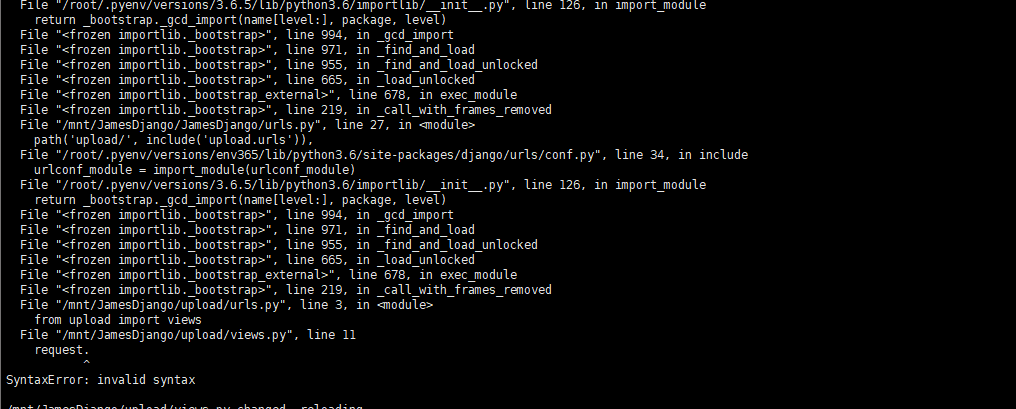 File "/root/.pyenv/versions/3.6.5/lib/python3.6/importlib/__init__.py", line 126, in import_module
return _bootstrap._gcd_import(name[level:], package, level)
File "<frozen importlib._bootstrap>", line 994, in _gcd_import
File "<frozen importlib._bootstrap>", line 971, in _find_and_load
File "<frozen importlib._bootstrap>", line 955, in _find_and_load_unlocked
File "<frozen importlib._bootstrap>", line 665, in _load_unlocked
File "<frozen importlib._bootstrap_external>", line 678, in exec_module
File "<frozen importlib._bootstrap>", line 219, in _call_with_frames_removed
File "/mnt/JamesDjango/JamesDjango/urls.py", line 27, in <module>
path('upload/', include('upload.urls')),
File "/root/.pyenv/versions/env365/lib/python3.6/site-packages/django/urls/conf.py", line 34, in include
urlconf_module = import_module(urlconf_module)
File "/root/.pyenv/versions/3.6.5/lib/python3.6/importlib/__init__.py", line 126, in import_module
return _bootstrap._gcd_import(name[level:], package, level)
File "<frozen importlib._bootstrap>", line 994, in _gcd_import
File "<frozen importlib._bootstrap>", line 971, in _find_and_load
File "<frozen importlib._bootstrap>", line 955, in _find_and_load_unlocked
File "<frozen importlib._bootstrap>", line 665, in _load_unlocked
File "<frozen importlib._bootstrap_external>", line 678, in exec_module
File "<frozen importlib._bootstrap>", line 219, in _call_with_frames_removed
File "/mnt/JamesDjango/upload/urls.py", line 3, in <module>
from upload import views
File "/mnt/JamesDjango/upload/views.py", line 11
request.
^
SyntaxError: invalid syntax
/mnt/JamesDjango/upload/views.py changed, reloading.